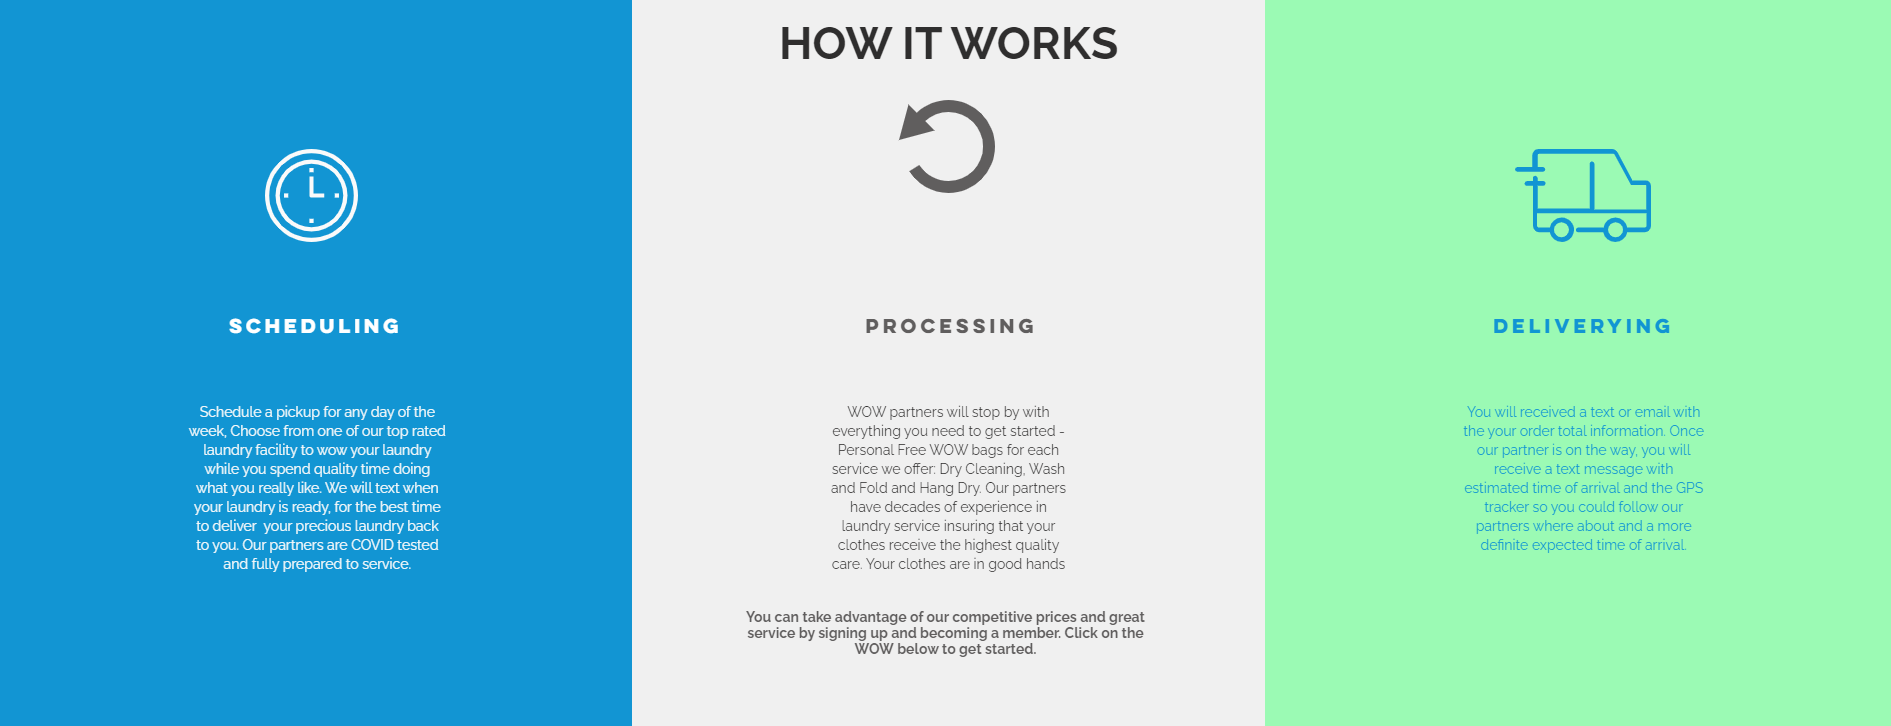 HOW IT WORKS
SCHEDULING
Schedule a pickup for any day of the
week, Choose from one of our top rated
laundry facility to wow your laundry
while you spend quality time doing
what you really like. We will text when
your laundry is ready, for the best time
to deliver  your precious laundry back
to you. Our partners are COVID tested
and fully prepared to service.
PROCESSING
WOW partners will stop by with
everything you need to get started -
Personal Free WOW bags for each
service we offer: Dry Cleaning, Wash
and Fold and Hang Dry. Our partners
have decades of experience in
laundry service insuring that your
clothes receive the highest quality
care. Your clothes are in good hands
You can take advantage of our competitive prices and great
service by signing up and becoming a member. Click on the
WOW below to get started.
DELIVERYING
You will received a text or email with
the your order total information. Once
our partner is on the way, you will
receive a text message with
estimated time of arrival and the GPS
tracker so you could follow our
partners where about and a more
definite expected time of arrival.